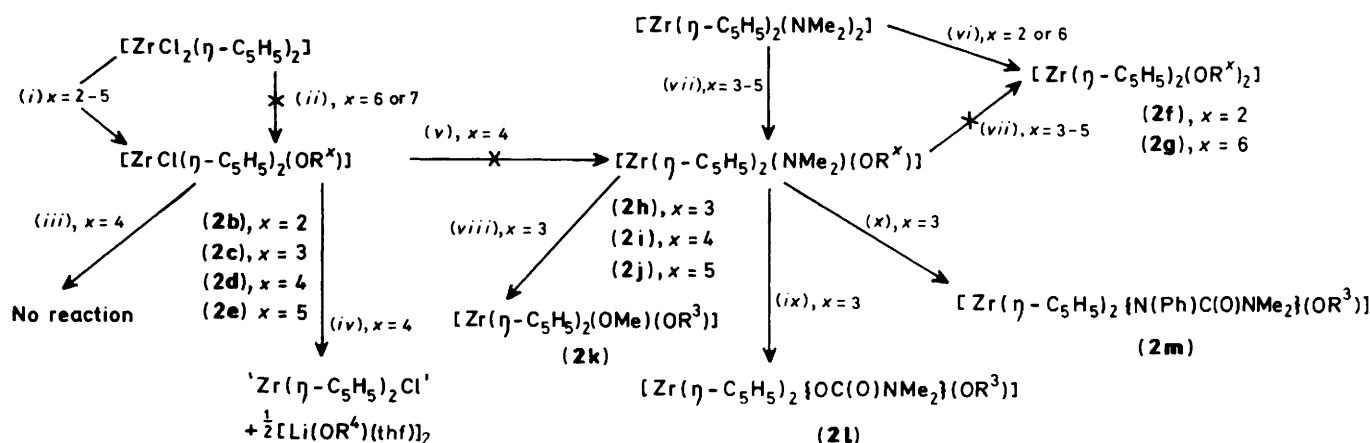 [ZrCl₂(η-C₅H₅)₂]
[Zr(η-C₅H₅)₂(NMe₂)₂]
(i) x = 2-5
(ii), x = 6 or 7
(vii), x = 3-5
(vi), x = 2 or 6
[Zr(η-C₅H₅)₂(ORˣ)₂]
(2f), x = 2
(2g), x = 6
(vii), x = 3-5
[ZrCl(η-C₅H₅)₂(ORˣ)]
(v), x = 4
[Zr(η-C₅H₅)₂(NMe₂)(ORˣ)]
(iii), x = 4
(2b), x = 2
(2c), x = 3
(2d), x = 4
(2e) x = 5
(viii), x = 3
(2h), x = 3
(2i), x = 4
(2j), x = 5
(x), x = 3
No reaction
(iv), x = 4
(ix), x = 3
[Zr(η-C₅H₅)₂(OMe)(OR³)]
(2k)
[Zr(η-C₅H₅)₂{N(Ph)C(O)NMe₂}(OR³)]
(2m)
'Zr(η-C₅H₅)₂Cl'
+ ½[Li(OR⁴)(thf)]₂
[Zr(η-C₅H₅)₂{OC(O)NMe₂}(OR³)]
(2l)